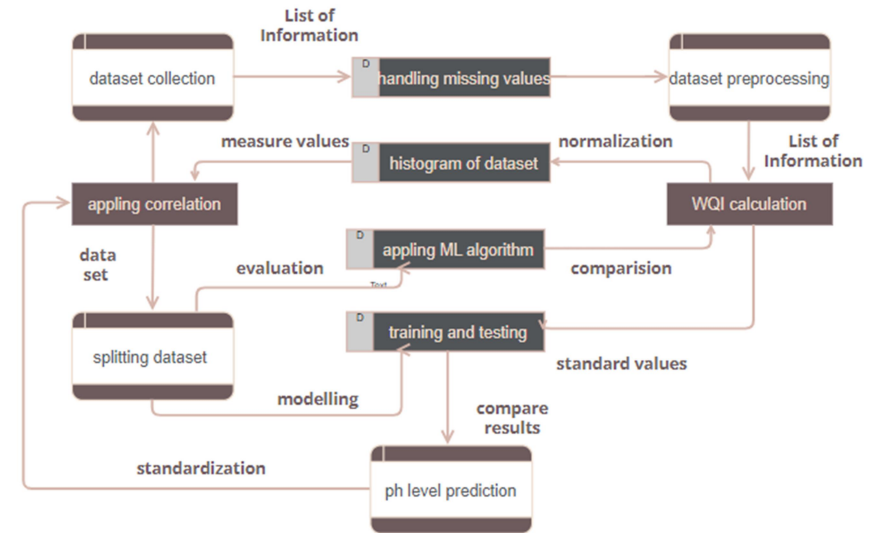 List of
Information
dataset collection
D
handling missing values
dataset preprocessing
measure values
D
histogram of dataset
normalization
List of
Information
appling correlation
WQI calculation
data
set
evaluation
D
appling ML algorithm
comparision
Text
splitting dataset
D
training and testing
standard values
modelling
compare
results
standardization
ph level prediction